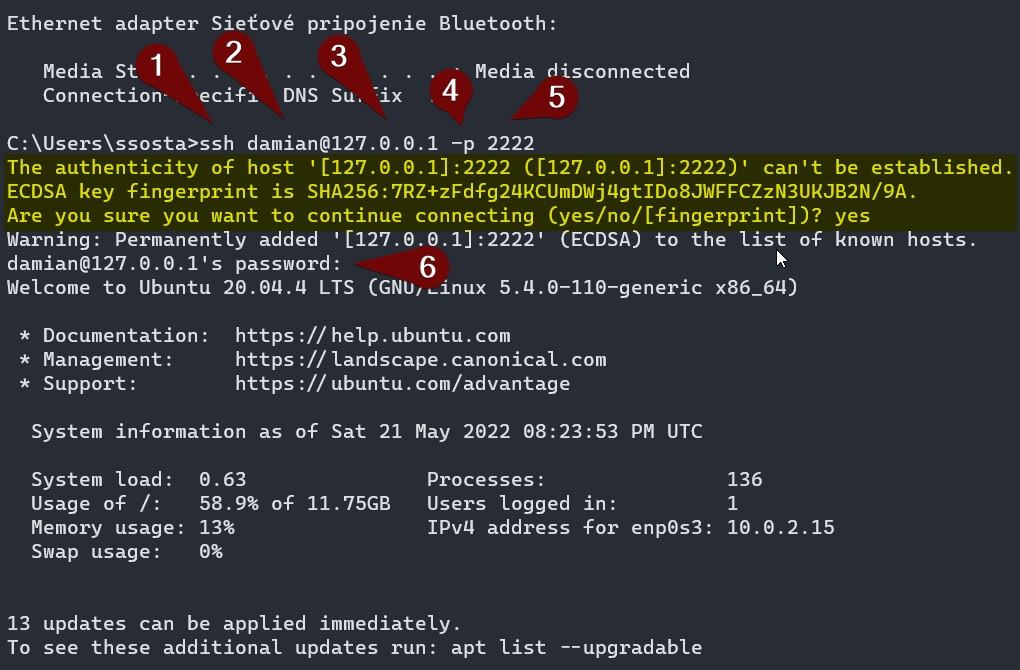 Ethernet adapter Sieťové pripojenie Bluetooth:
1 2 3 4 5
Media St . . . . . . . . . . : Media disconnected
Connection- ecifi DNS Su fix
C:\Users\ssosta>ssh damian@127.0.0.1 -p 2222
The authenticity of host '[127.0.0.1]:2222 ([127.0.0.1]:2222)' can't be established.
ECDSA key fingerprint is SHA256:7RZ+zFdfg24KCUmDWj4gtIDo8JWFFCZzN3UKJB2N/9A.
Are you sure you want to continue connecting (yes/no/[fingerprint])? yes
Warning: Permanently added '[127.0.0.1]:2222' (ECDSA) to the list of known hosts.
damian@127.0.0.1's password: 6
Welcome to Ubuntu 20.04.4 LTS (GNU/Linux 5.4.0-110-generic x86_64)
* Documentation: https://help.ubuntu.com
* Management: https://landscape.canonical.com
* Support: https://ubuntu.com/advantage
System information as of Sat 21 May 2022 08:23:53 PM UTC
System load: 0.63 Processes: 136
Usage of /: 58.9% of 11.75GB Users logged in: 1
Memory usage: 13% IPv4 address for enp0s3: 10.0.2.15
Swap usage: 0%
13 updates can be applied immediately.
To see these additional updates run: apt list --upgradable